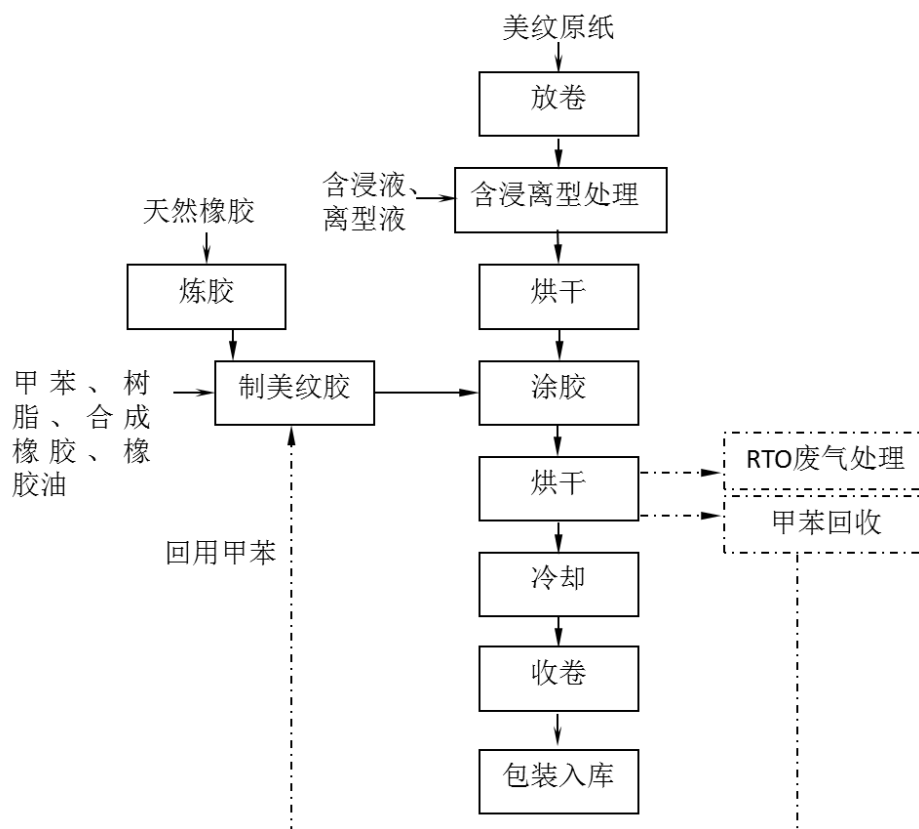 美纹原纸
放卷
含浸液、
离型液
含浸离型处理
天然橡胶
炼胶
烘干
甲苯、树
脂、合成
橡胶、橡
胶油
制美纹胶
涂胶
烘干
RTO废气处理
甲苯回收
回用甲苯
冷却
收卷
包装入库